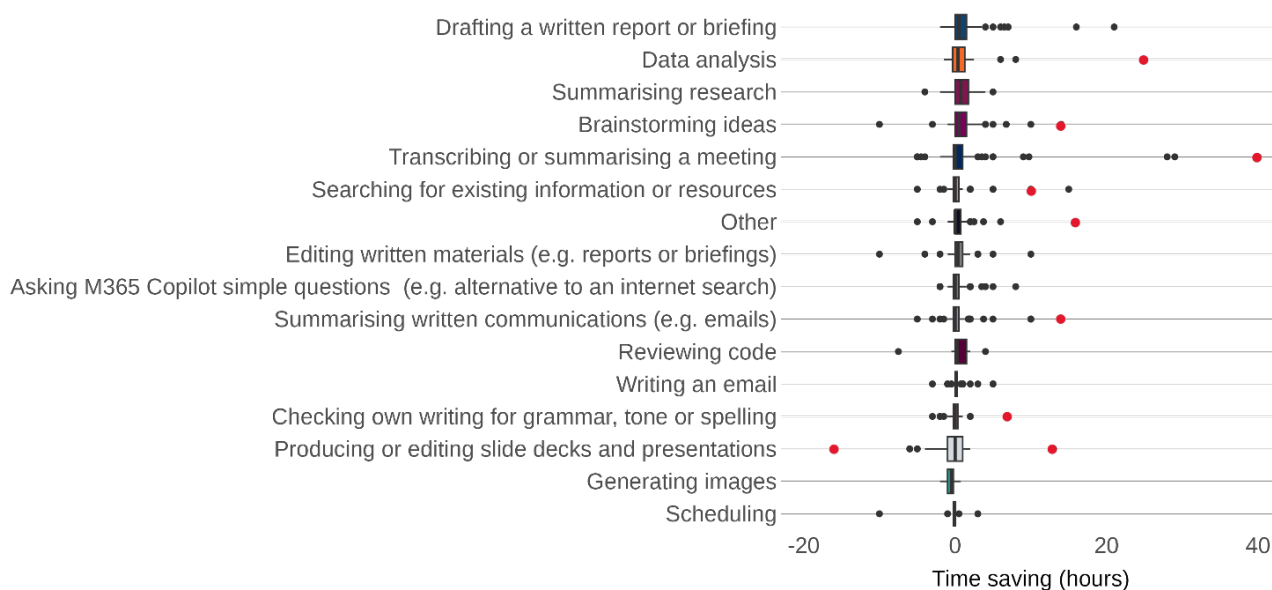 Drafting a written report or briefing
Data analysis
Summarising research
Brainstorming ideas
Transcribing or summarising a meeting
Searching for existing information or resources
Other
Editing written materials (e.g. reports or briefings)
Asking M365 Copilot simple questions  (e.g. alternative to an internet search)
Summarising written communications (e.g. emails)
Reviewing code
Writing an email
Checking own writing for grammar, tone or spelling
Producing or editing slide decks and presentations
Generating images
Scheduling
-20 0 20 40
Time saving (hours)